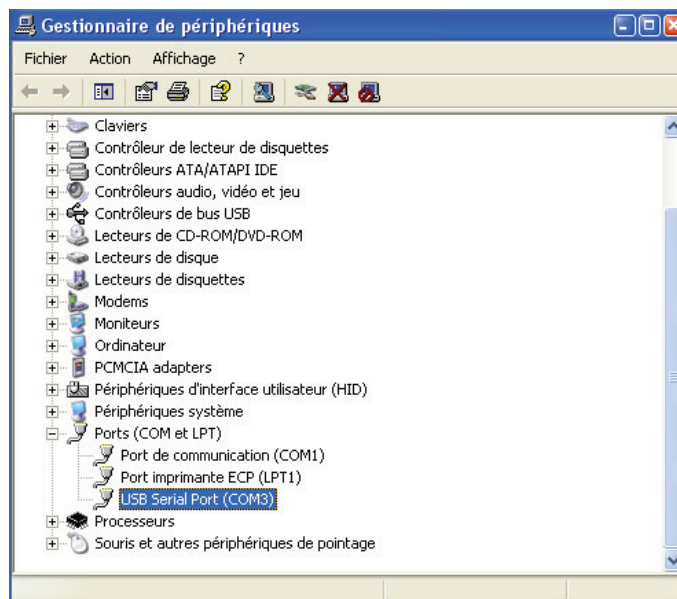 Gestionnaire de périphériques
Fichier Action Affichage ?
Claviers
Contrôleur de lecteur de disquettes
Contrôleurs ATA/ATAPI IDE
Contrôleurs audio, vidéo et jeu
Contrôleurs de bus USB
Lecteurs de CD-ROM/DVD-ROM
Lecteurs de disque
Lecteurs de disquettes
Modems
Moniteurs
Ordinateur
PCMCIA adapters
Périphériques d'interface utilisateur (HID)
Périphériques système
Ports (COM et LPT)
Port de communication (COM1)
Port imprimante ECP (LPT1)
USB Serial Port (COM3)
Processeurs
Souris et autres périphériques de pointage